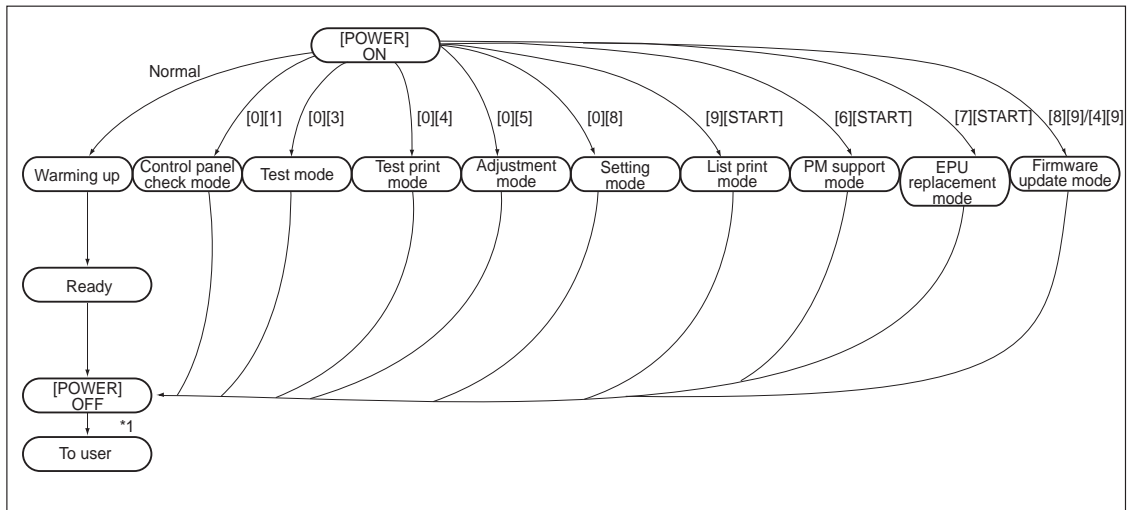 [POWER]
ON
Normal
[0][1]
[0][3]
[0][4]
[0][5]
[0][8]
[9][START]
[6][START]
[7][START]
[8][9]/[4][9]
Warming up
Control panel
check mode
Test mode
Test print
mode
Adjustment
mode
Setting
mode
List print
mode
PM support
mode
EPU
replacement
mode
Firmware
update mode
Ready
[POWER]
OFF
*1
To user